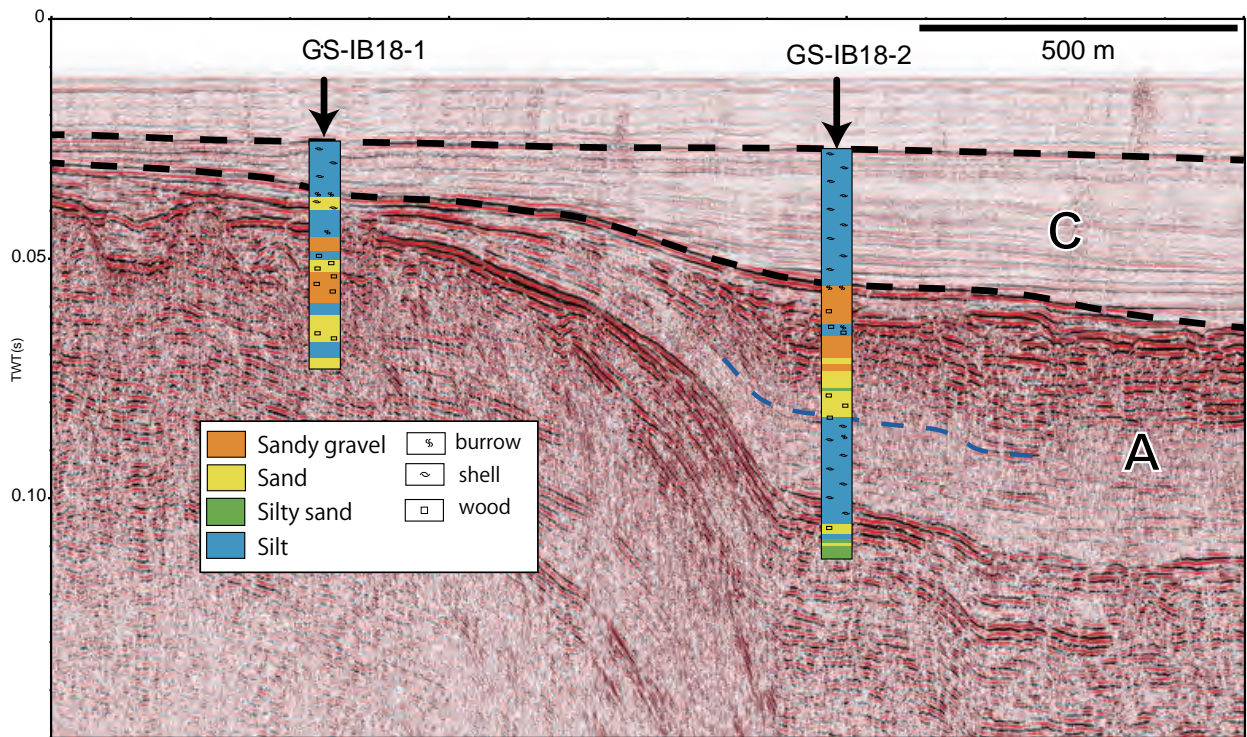 0
GS-IB18-1
GS-IB18-2
500 m
C
0.05
TWT(s)
A
Sandy gravel
burrow
Sand
shell
Silty sand
wood
Silt
0.10